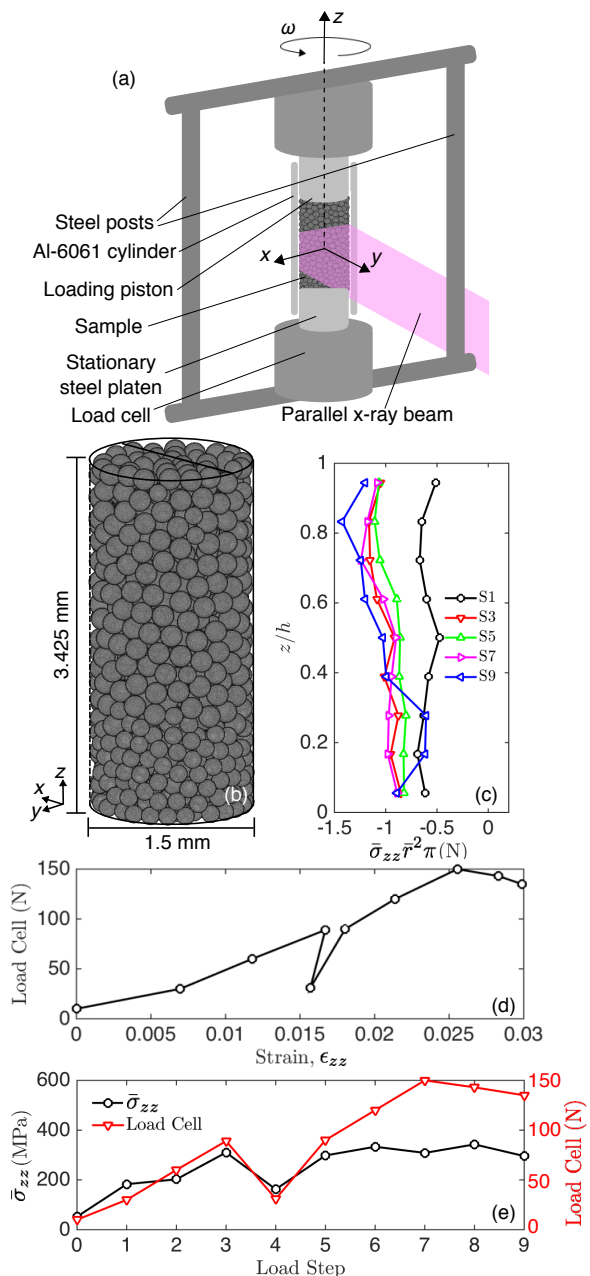 ω
z
(a)
Steel posts
Al-6061 cylinder
x
y
Loading piston
Sample
Stationary
steel platen
Load cell
Parallel x-ray beam
3.425 mm
z
x
y
(b)
1.5 mm
1
0.8
0.6
0.4
0.2
0
z/h
S1
S3
S5
S7
S9
(c)
-1.5 -1 -0.5 0
σ̄zz r̄²π(N)
150
100
50
0
Load Cell (N)
(d)
0 0.005 0.01 0.015 0.02 0.025 0.03
Strain, ϵzz
600
400
200
0
σ̄zz(MPa)
σ̄zz
Load Cell
150
100
50
0
Load Cell (N)
(e)
0 1 2 3 4 5 6 7 8 9
Load Step